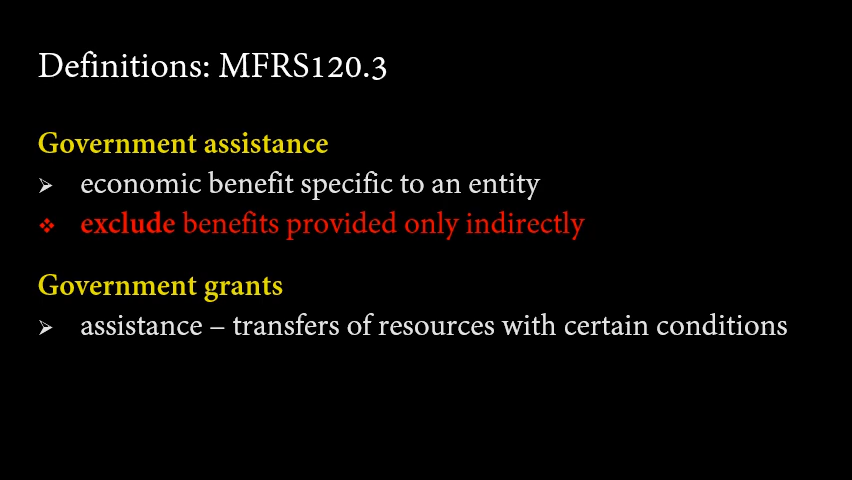 Definitions: MFRS120.3
Government assistance
➢ economic benefit specific to an entity
❖ exclude benefits provided only indirectly
Government grants
➢ assistance – transfers of resources with certain conditions